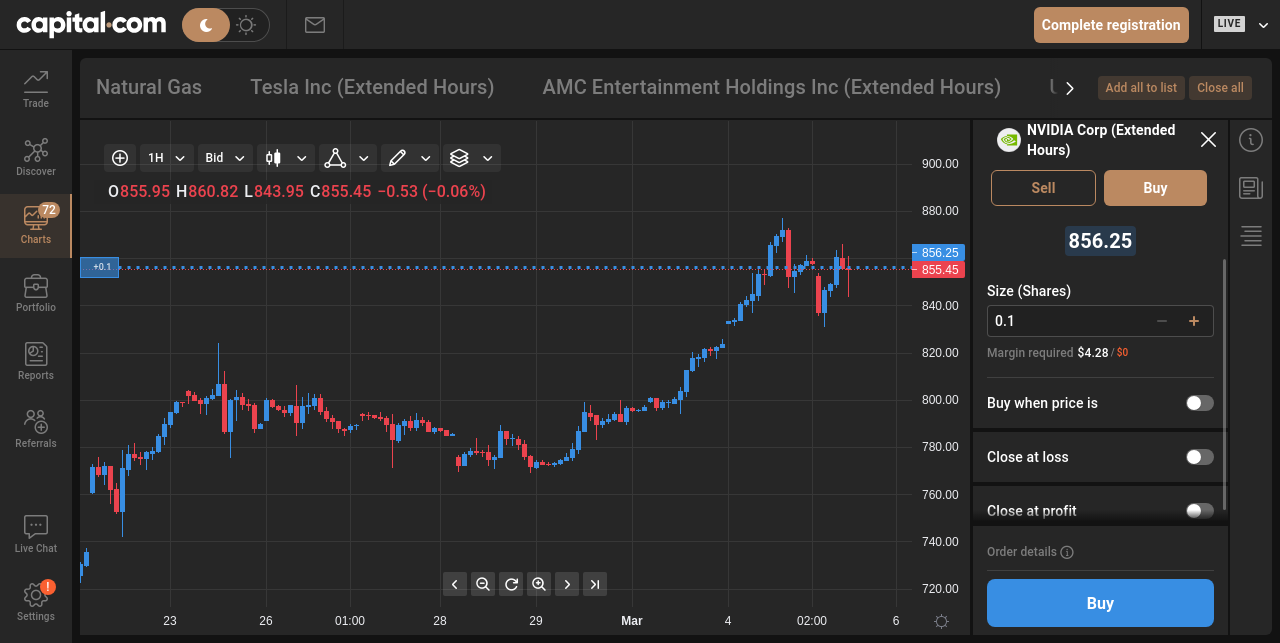 capital.com
Complete registration
LIVE
Trade
Discover
72
Charts
Portfolio
Reports
Referrals
Live Chat
!
Settings
Natural Gas
Tesla Inc (Extended Hours)
AMC Entertainment Holdings Inc (Extended Hours)
Add all to list
Close all
1H
Bid
O855.95 H860.82 L843.95 C855.45 −0.53 (−0.06%)
+0.1
900.00
880.00
856.25
855.45
840.00
820.00
800.00
780.00
760.00
740.00
720.00
23
26
01:00
28
29
Mar
4
02:00
6
NVIDIA Corp (Extended
Hours)
Sell
Buy
856.25
Size (Shares)
0.1
Margin required $4.28 / $0
Buy when price is
Close at loss
Close at profit
Order details
Buy